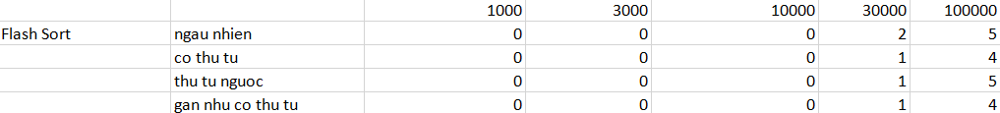 1000 3000 10000 30000 100000
Flash Sort ngau nhien 0 0 0 2 5
co thu tu 0 0 0 1 4
thu tu nguoc 0 0 0 1 5
gan nhu co thu tu 0 0 0 1 4